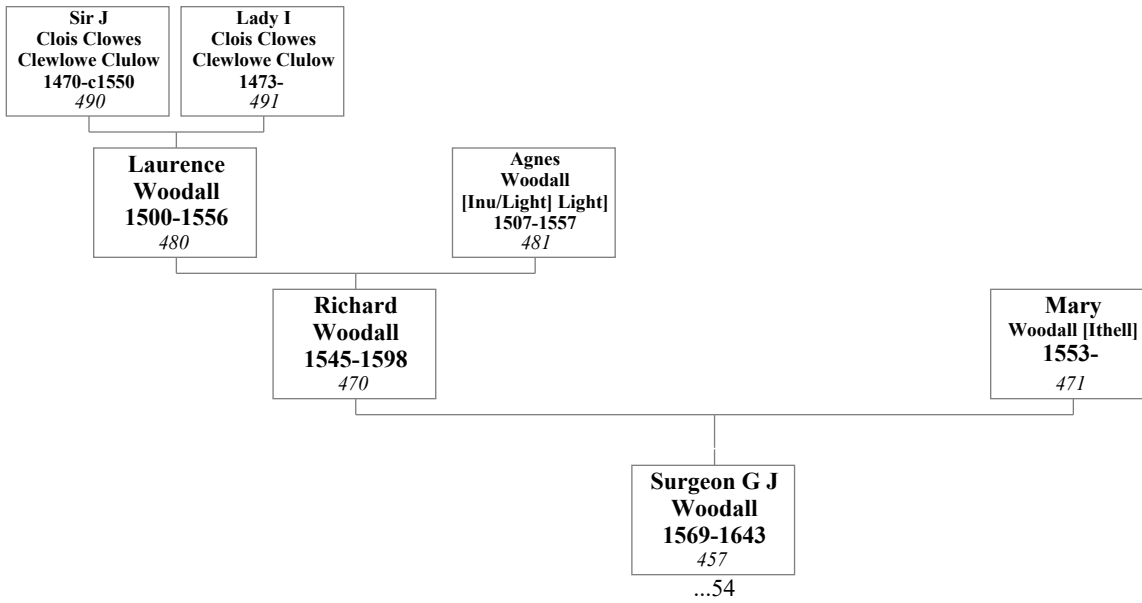 Sir J
Clois Clowes
Clewlowe Clulow
1470-c1550
490
Lady I
Clois Clowes
Clewlowe Clulow
1473-
491
Laurence
Woodall
1500-1556
480
Agnes
Woodall
[Inu/Light] Light]
1507-1557
481
Richard
Woodall
1545-1598
470
Mary
Woodall [Ithell]
1553-
471
Surgeon G J
Woodall
1569-1643
457
...54